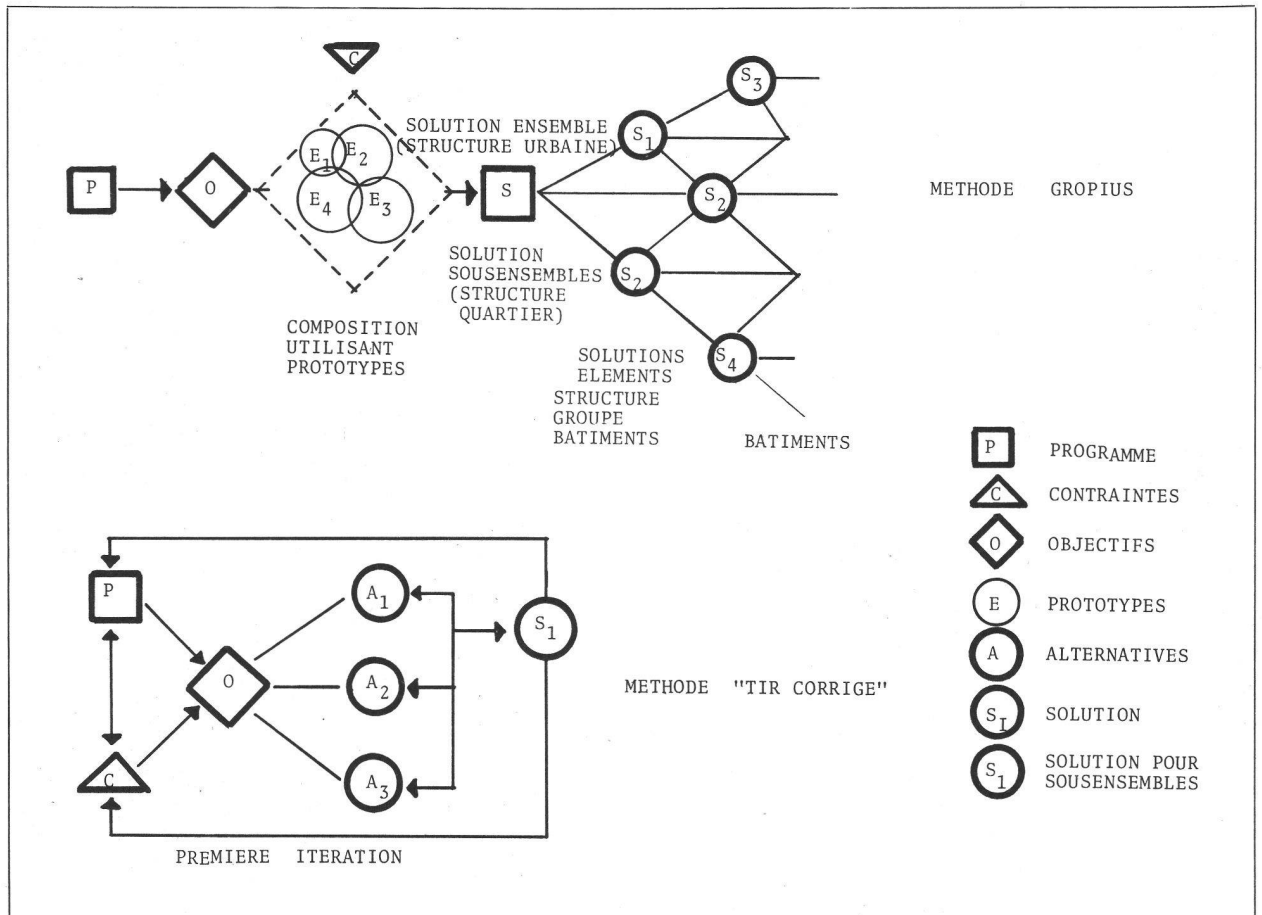 C
SOLUTION ENSEMBLE
(STRUCTURE URBAINE)
P
O
E1
E2
E4
E3
S
S1
S3
S2
S2
S4
METHODE GROPIUS
SOLUTION
SOUSENSEMBLES
(STRUCTURE
QUARTIER)
COMPOSITION
UTILISANT
PROTOTYPES
SOLUTIONS
ELEMENTS
STRUCTURE
GROUPE
BATIMENTS
BATIMENTS
P PROGRAMME
C CONTRAINTES
O OBJECTIFS
E PROTOTYPES
A ALTERNATIVES
SI SOLUTION
S1 SOLUTION POUR
SOUSENSEMBLES
P
C
O
A1
A2
A3
S1
METHODE "TIR CORRIGE"
PREMIERE ITERATION